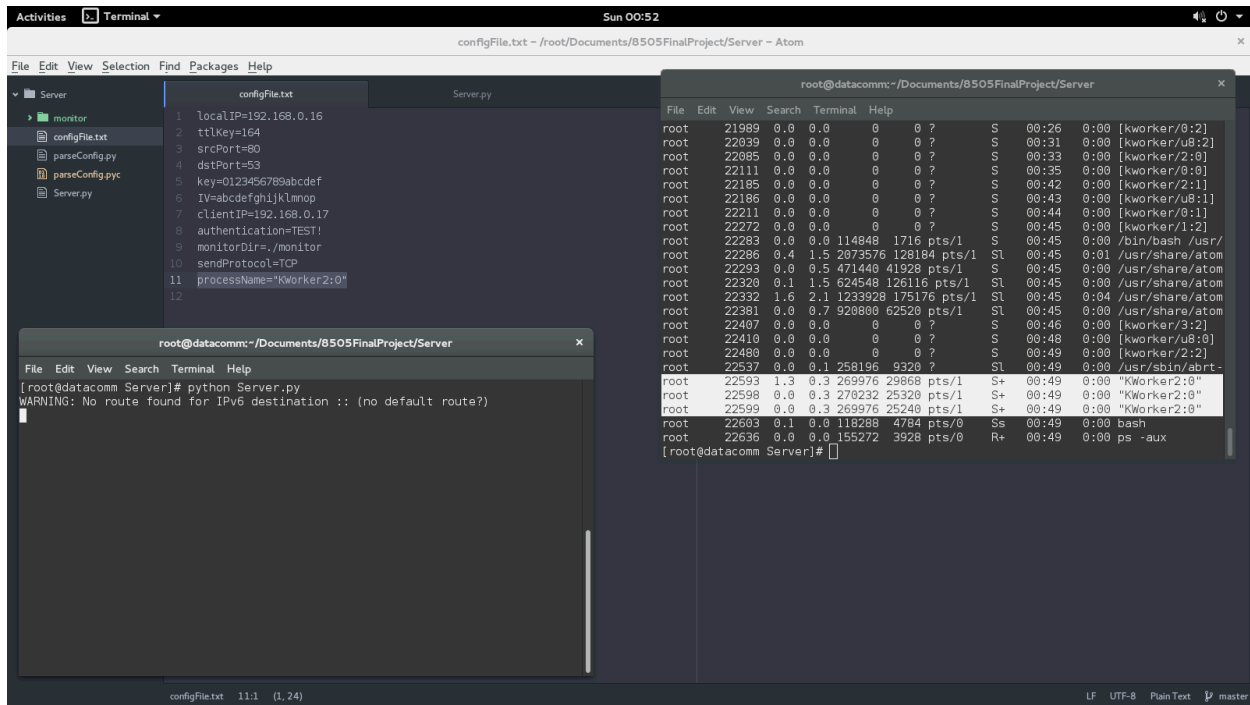 Activities Terminal Sun 00:52
configFile.txt – /root/Documents/8505FinalProject/Server – Atom ×
File Edit View Selection Find Packages Help
Server
monitor
configFile.txt
parseConfig.py
parseConfig.pyc
Server.py
configFile.txt Server.py
1 localIP=192.168.0.16
2 ttlKey=164
3 srcPort=80
4 dstPort=53
5 key=0123456789abcdef
6 IV=abcdefghijklmnop
7 clientIP=192.168.0.17
8 authentication=TEST!
9 monitorDir=./monitor
10 sendProtocol=TCP
11 processName="KWorker2:0"
12
root@datacomm:~/Documents/8505FinalProject/Server ×
File Edit View Search Terminal Help
[root@datacomm Server]# python Server.py
WARNING: No route found for IPv6 destination :: (no default route?)
root@datacomm:~/Documents/8505FinalProject/Server ×
File Edit View Search Terminal Help
root 21989 0.0 0.0 0 0 ? S 00:26 0:00 [kworker/0:2]
root 22039 0.0 0.0 0 0 ? S 00:31 0:00 [kworker/u8:2]
root 22085 0.0 0.0 0 0 ? S 00:33 0:00 [kworker/2:0]
root 22111 0.0 0.0 0 0 ? S 00:35 0:00 [kworker/0:0]
root 22185 0.0 0.0 0 0 ? S 00:42 0:00 [kworker/2:1]
root 22186 0.0 0.0 0 0 ? S 00:43 0:00 [kworker/u8:1]
root 22211 0.0 0.0 0 0 ? S 00:44 0:00 [kworker/0:1]
root 22272 0.0 0.0 0 0 ? S 00:45 0:00 [kworker/1:2]
root 22283 0.0 0.0 114848 1716 pts/1 S 00:45 0:00 /bin/bash /usr/
root 22286 0.4 1.5 2073576 128184 pts/1 Sl 00:45 0:01 /usr/share/atom
root 22293 0.0 0.5 471440 41928 pts/1 S 00:45 0:00 /usr/share/atom
root 22320 0.1 1.5 624548 126116 pts/1 Sl 00:45 0:00 /usr/share/atom
root 22332 1.6 2.1 1233928 175176 pts/1 Sl 00:45 0:04 /usr/share/atom
root 22381 0.0 0.7 920800 62520 pts/1 Sl 00:45 0:00 /usr/share/atom
root 22407 0.0 0.0 0 0 ? S 00:46 0:00 [kworker/3:2]
root 22410 0.0 0.0 0 0 ? S 00:48 0:00 [kworker/u8:0]
root 22480 0.0 0.0 0 0 ? S 00:49 0:00 [kworker/2:2]
root 22537 0.0 0.1 258196 9320 ? Sl 00:49 0:00 /usr/sbin/abrt-
root 22593 1.3 0.3 269976 29868 pts/1 S+ 00:49 0:00 "KWorker2:0"
root 22598 0.0 0.3 270232 25320 pts/1 S+ 00:49 0:00 "KWorker2:0"
root 22599 0.0 0.3 269976 25240 pts/1 S+ 00:49 0:00 "KWorker2:0"
root 22603 0.1 0.0 118288 4784 pts/0 Ss 00:49 0:00 bash
root 22636 0.0 0.0 155272 3928 pts/0 R+ 00:49 0:00 ps -aux
[root@datacomm Server]#
configFile.txt 11:1 (1, 24) LF UTF-8 Plain Text master